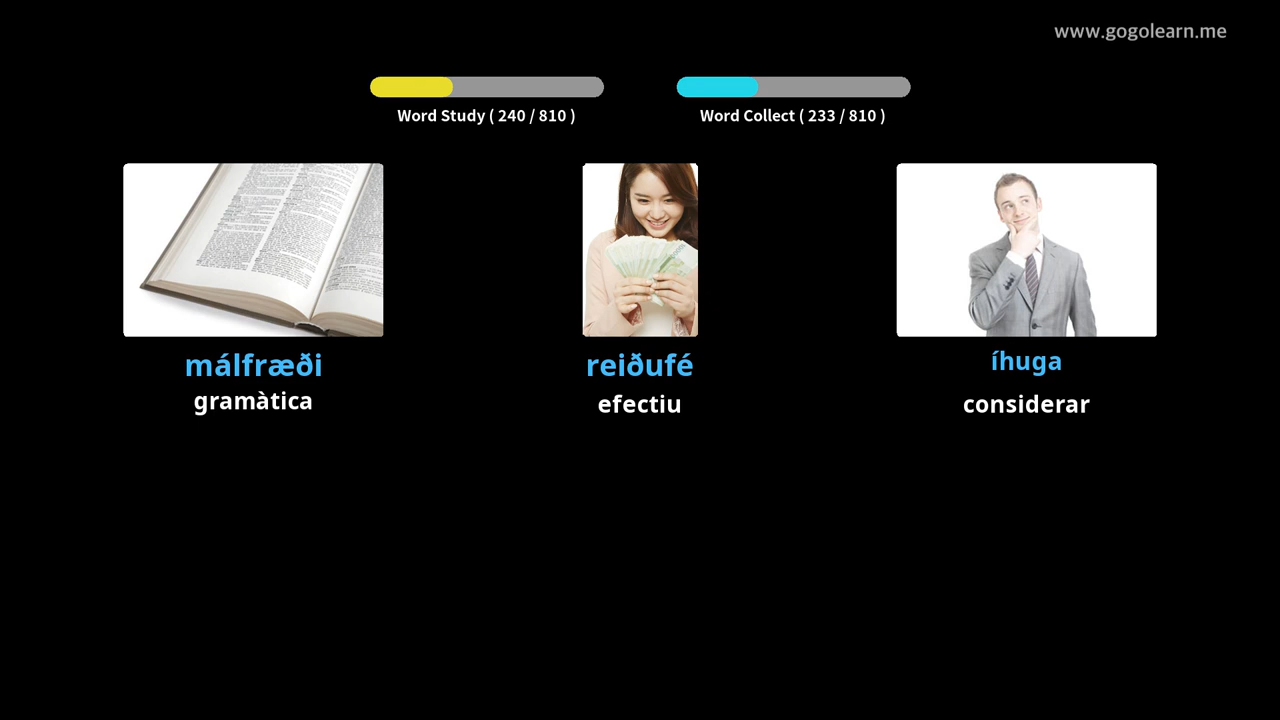 www.gogolearn.me
Word Study ( 240 / 810 )
Word Collect ( 233 / 810 )
málfræði
gramàtica
reiðufé
efectiu
íhuga
considerar